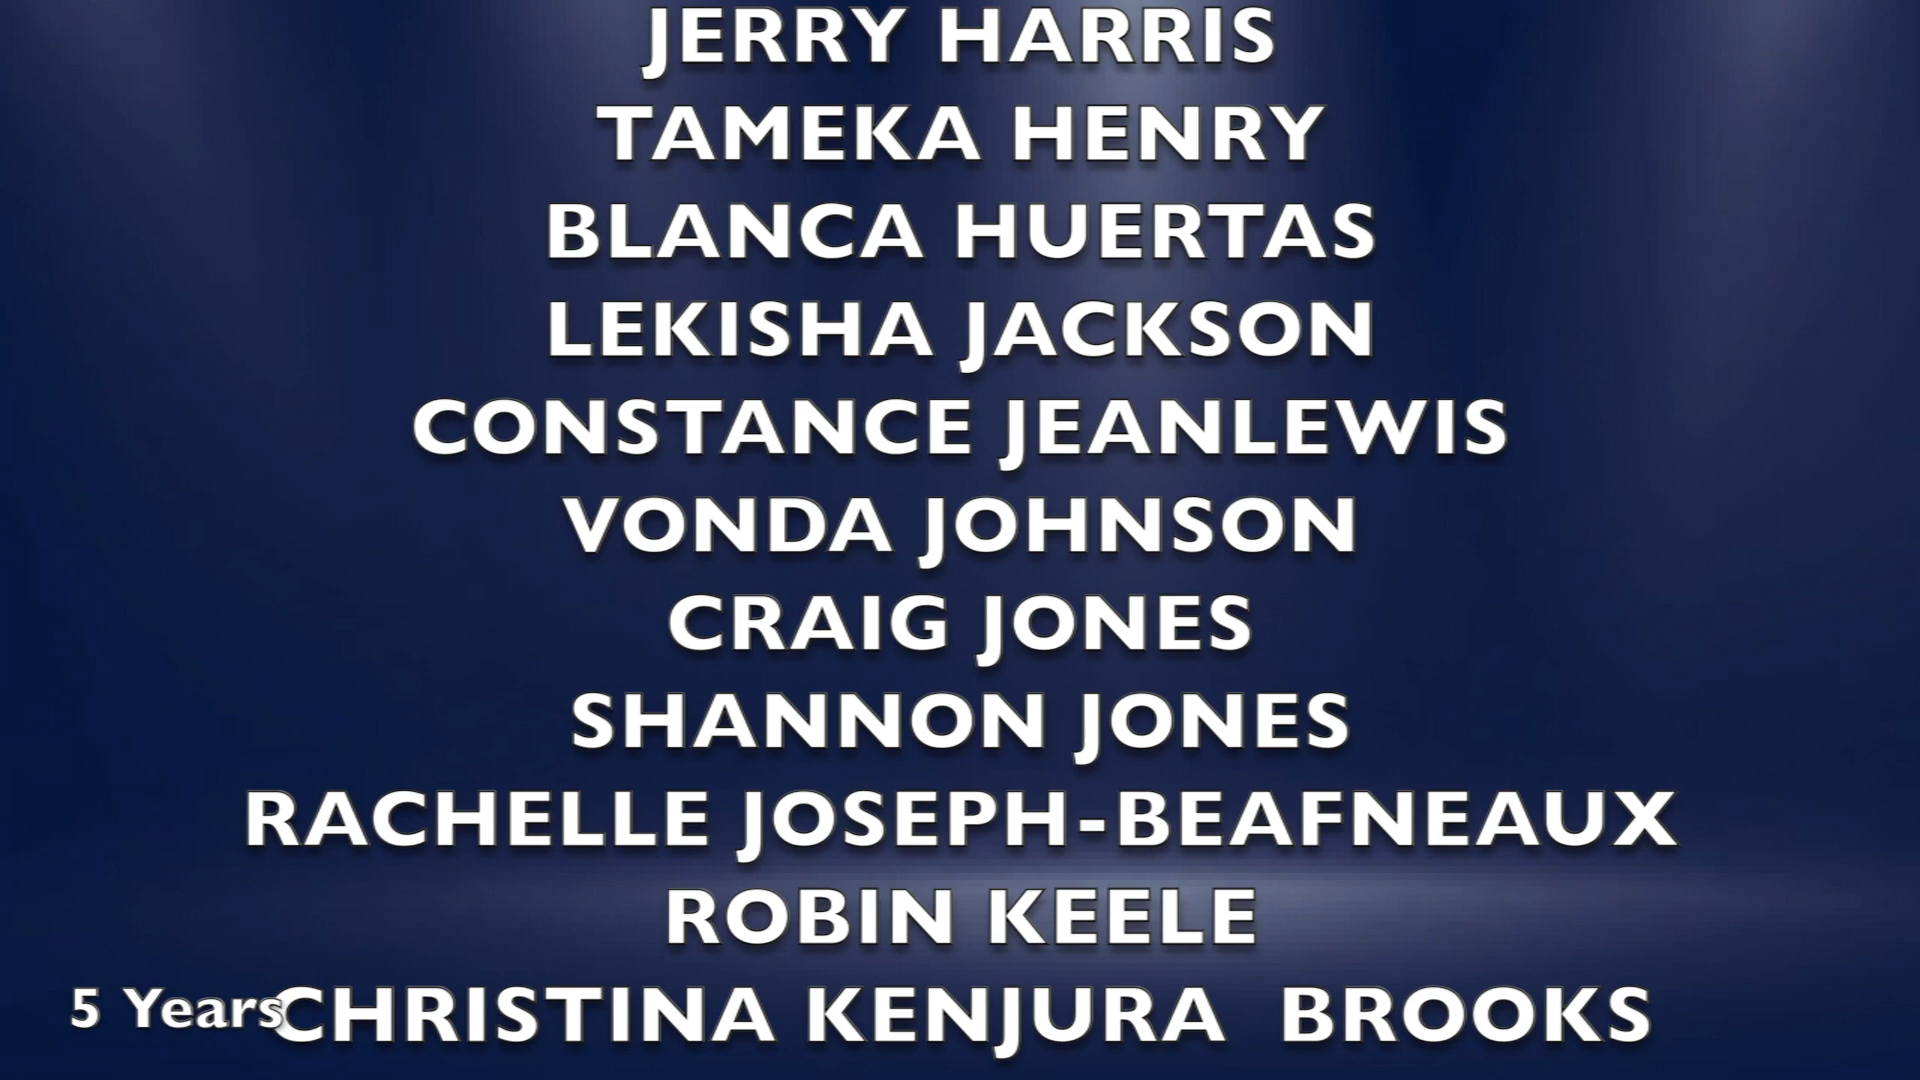 JERRY HARRIS
TAMEKA HENRY
BLANCA HUERTAS
LEKISHA JACKSON
CONSTANCE JEANLEWIS
VONDA JOHNSON
CRAIG JONES
SHANNON JONES
RACHELLE JOSEPH-BEAFNEAUX
ROBIN KEELE
CHRISTINA KENJURA  BROOKS
5 Years